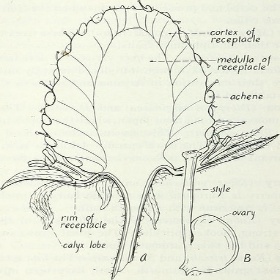 cortex of
receptacle
medulla of
receptacle
achene
style
ovary
rim of
receptacle
calyx lobe
A
B